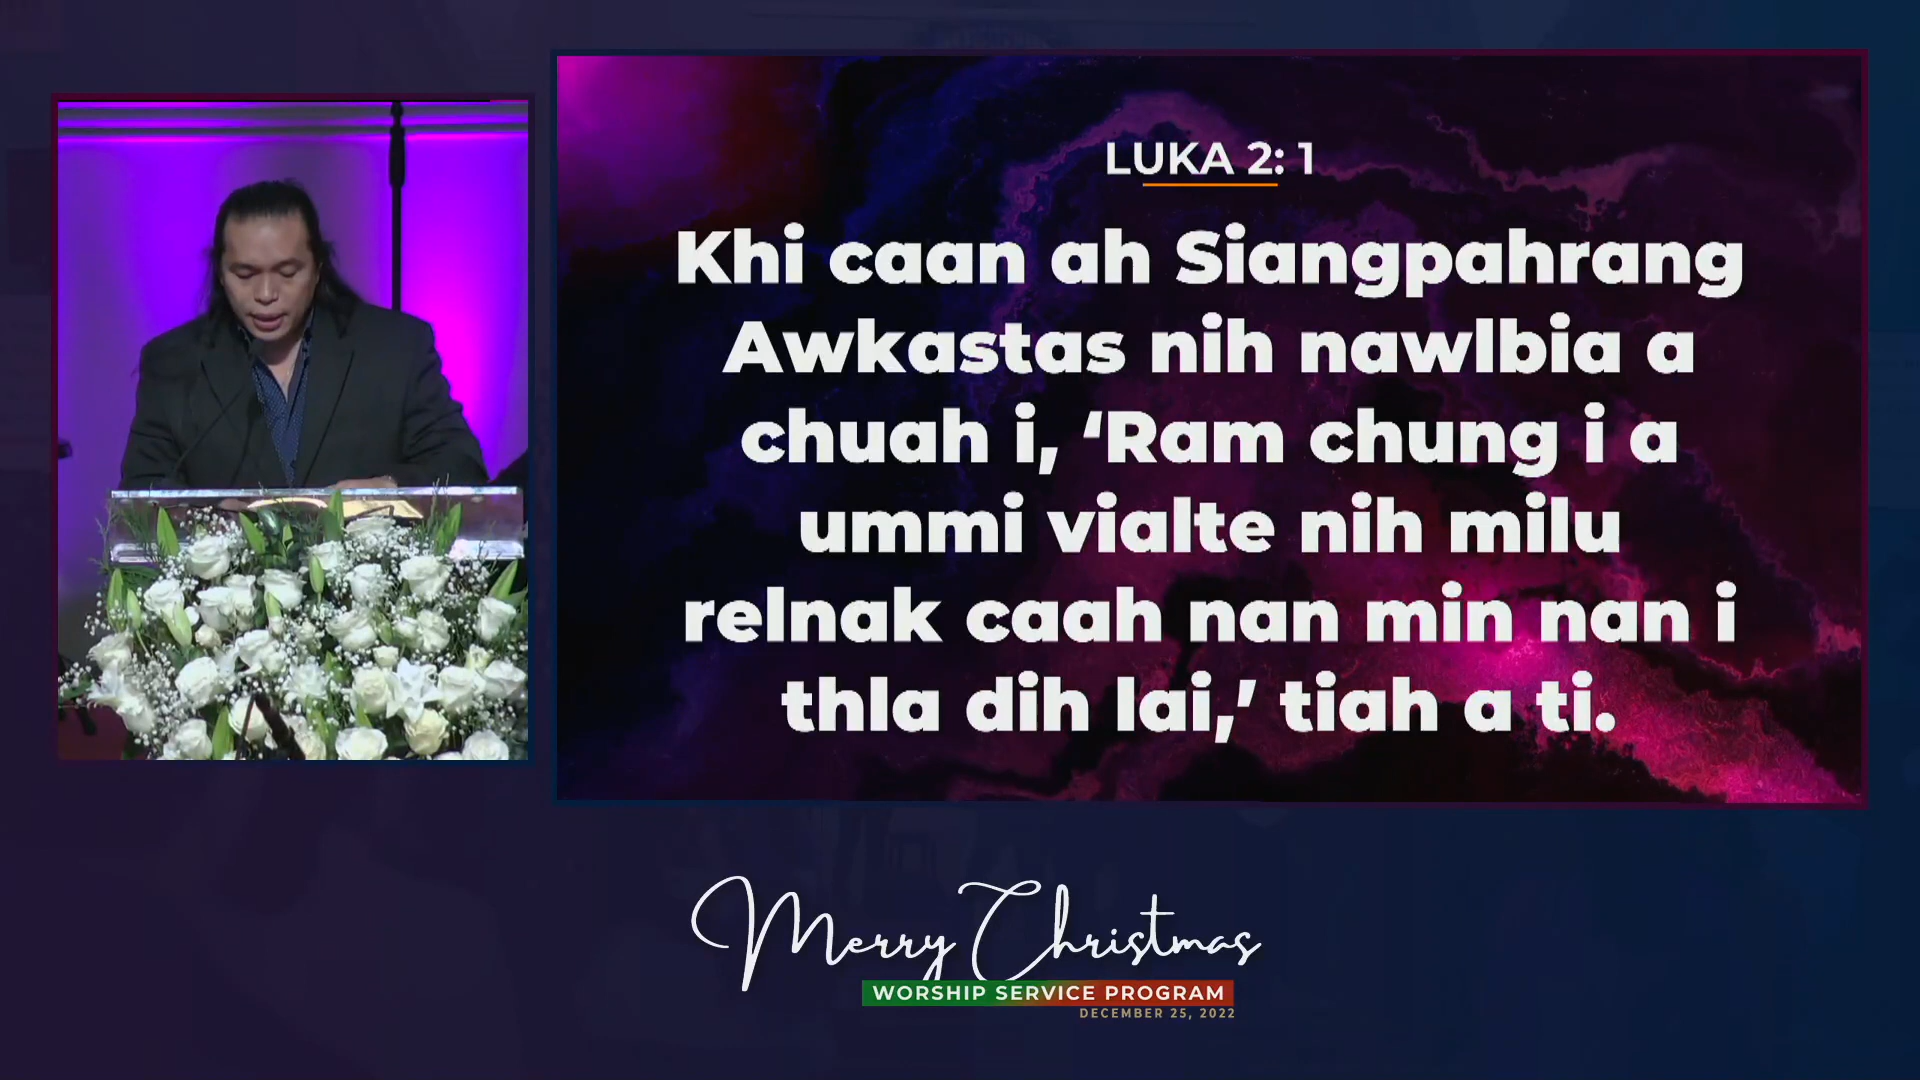 LUKA 2: 1
Khi caan ah Siangpahrang
Awkastas nih nawlbia a
chuah i, ‘Ram chung i a
ummi vialte nih milu
relnak caah nan min nan i
thla dih lai,’ tiah a ti.
Merry Christmas
WORSHIP SERVICE PROGRAM
DECEMBER 25, 2022